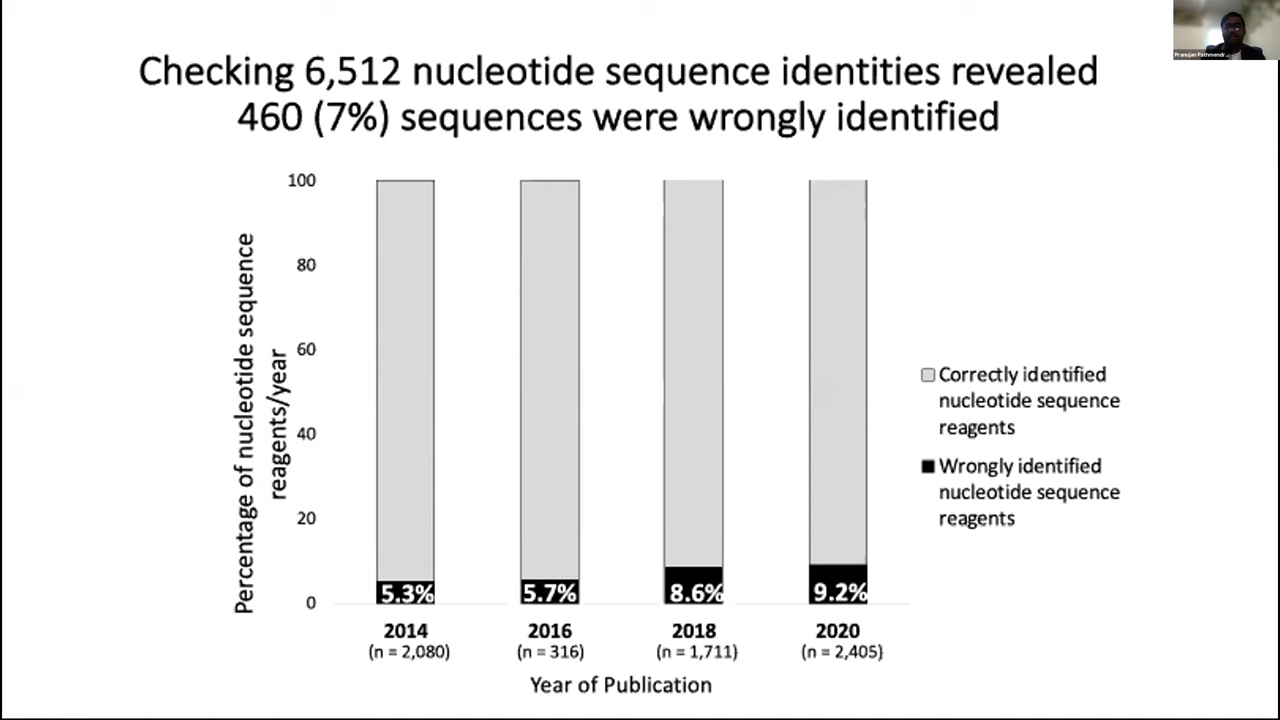 Pranujan Pathmendr...
Checking 6,512 nucleotide sequence identities revealed
460 (7%) sequences were wrongly identified
Percentage of nucleotide sequence
reagents/year
100
80
60
40
20
0
5.3%
5.7%
8.6%
9.2%
2014
2016
2018
2020
(n = 2,080)
(n = 316)
(n = 1,711)
(n = 2,405)
Year of Publication
Correctly identified
nucleotide sequence
reagents
Wrongly identified
nucleotide sequence
reagents